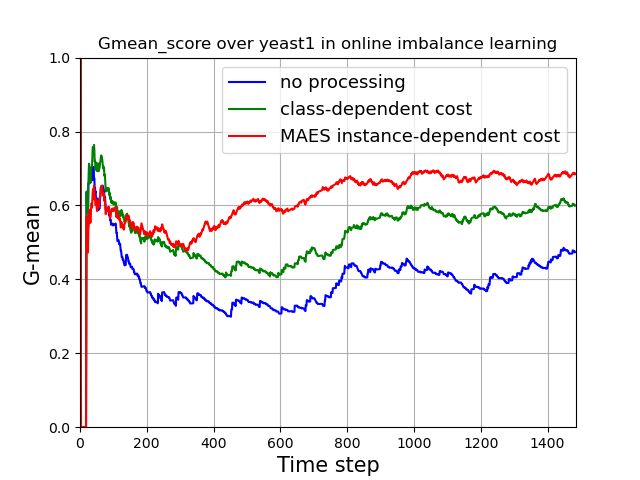 Gmean_score over yeast1 in online imbalance learning
1.0
0.8
0.6
0.4
0.2
0.0
G-mean
no processing
class-dependent cost
MAES instance-dependent cost
0 200 400 600 800 1000 1200 1400
Time step